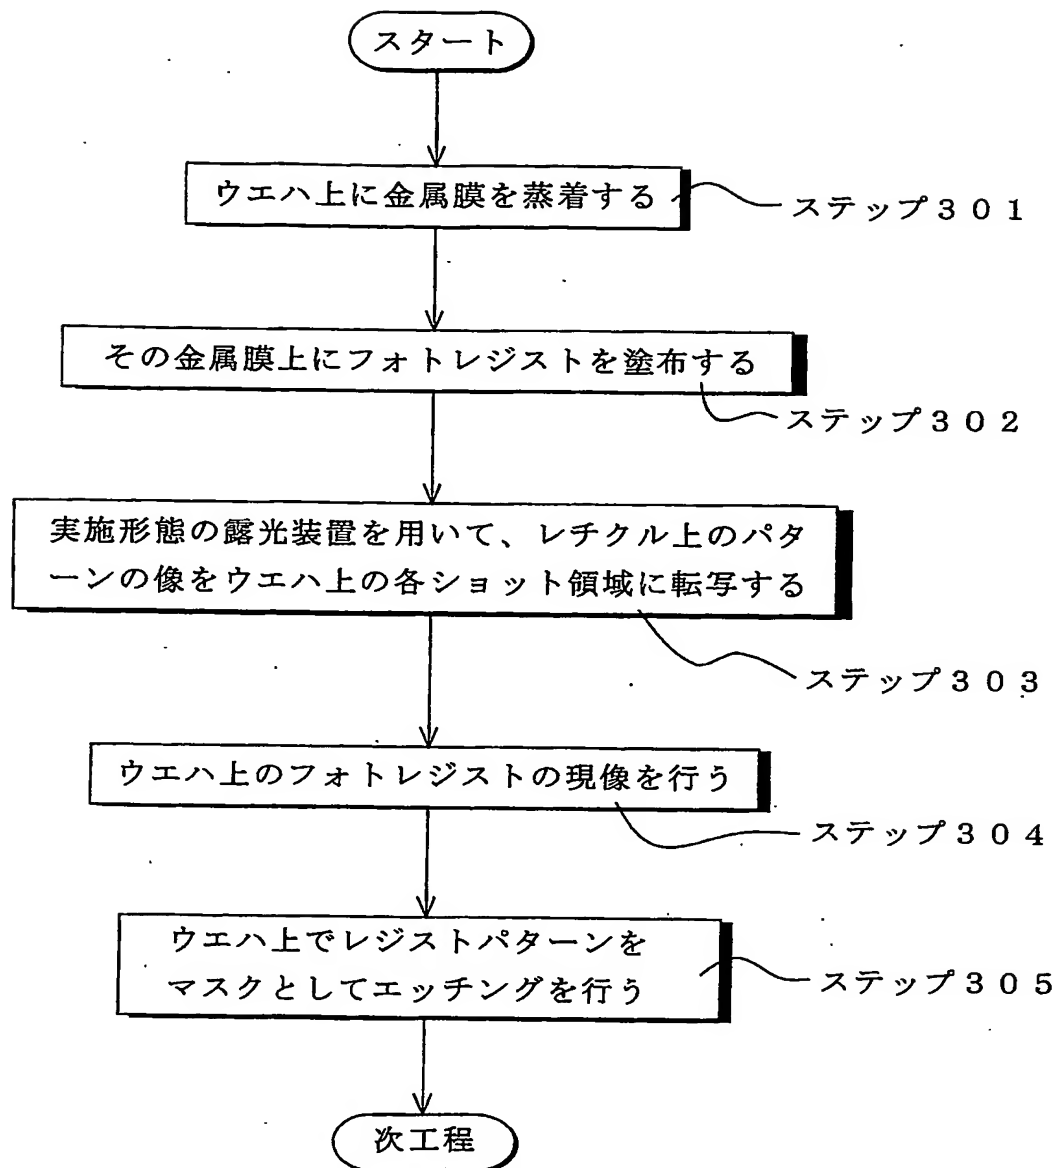 スタート
ウエハ上に金属膜を蒸着する
ステップ３０１
その金属膜上にフォトレジストを塗布する
ステップ３０２
実施形態の露光装置を用いて、レチクル上のパタ
ーンの像をウエハ上の各ショット領域に転写する
ステップ３０３
ウエハ上のフォトレジストの現像を行う
ステップ３０４
ウエハ上でレジストパターンを
マスクとしてエッチングを行う
ステップ３０５
次工程